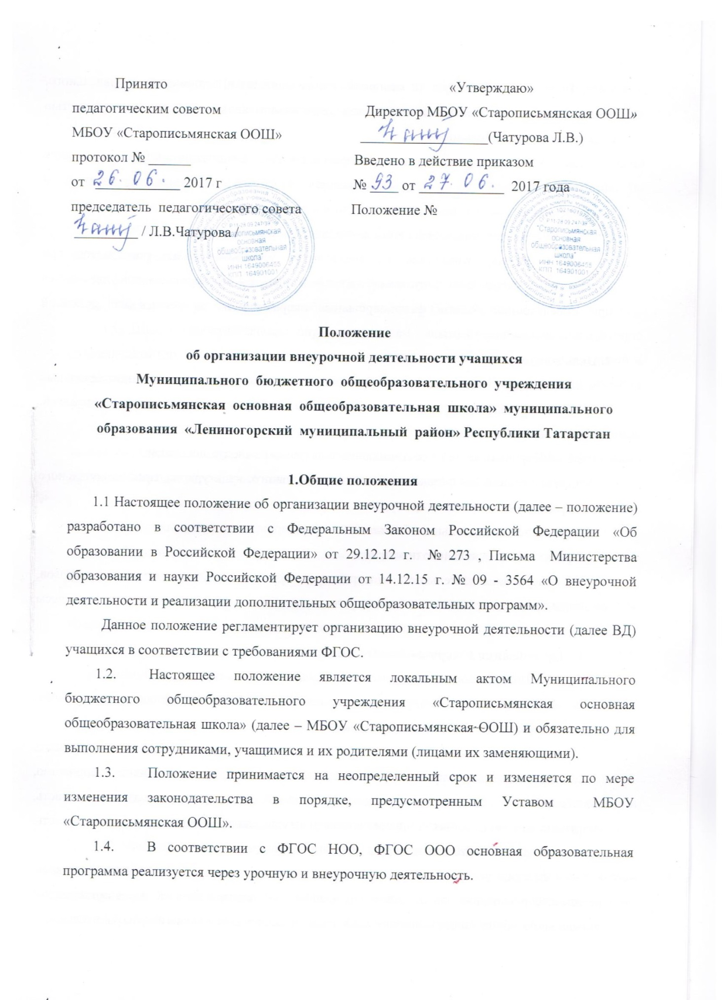 Принято
педагогическим советом
МБОУ «Старописьмянская ООШ»
протокол № ______
от 26.06. 2017 г
председатель педагогического совета
/ Л.В.Чатурова /
«Утверждаю»
Директор МБОУ «Старописьмянская ООШ»
(Чатурова Л.В.)
Введено в действие приказом
№ 93 от 27.06. 2017 года
Положение №
"Старописьмянская
основная
общеобразовательная
школа"
ИНН 1649006455
КПП 164901001
"Старописьмянская
основная
общеобразовательная
школа"
ИНН 1649006455
КПП 164901001
Положение
об организации внеурочной деятельности учащихся
Муниципального бюджетного общеобразовательного учреждения
«Старописьмянская основная общеобразовательная школа» муниципального
образования «Лениногорский муниципальный район» Республики Татарстан
1.Общие положения
1.1 Настоящее положение об организации внеурочной деятельности (далее – положение)
разработано в соответствии с Федеральным Законом Российской Федерации «Об
образовании в Российской Федерации» от 29.12.12 г. № 273 , Письма Министерства
образования и науки Российской Федерации от 14.12.15 г. № 09 - 3564 «О внеурочной
деятельности и реализации дополнительных общеобразовательных программ».
Данное положение регламентирует организацию внеурочной деятельности (далее ВД)
учащихся в соответствии с требованиями ФГОС.
1.2. Настоящее положение является локальным актом Муниципального
бюджетного общеобразовательного учреждения «Старописьмянская основная
общеобразовательная школа» (далее – МБОУ «Старописьмянская ООШ) и обязательно для
выполнения сотрудниками, учащимися и их родителями (лицами их заменяющими).
1.3. Положение принимается на неопределенный срок и изменяется по мере
изменения законодательства в порядке, предусмотренным Уставом МБОУ
«Старописьмянская ООШ».
1.4. В соответствии с ФГОС НОО, ФГОС ООО основная образовательная
программа реализуется через урочную и внеурочную деятельность.